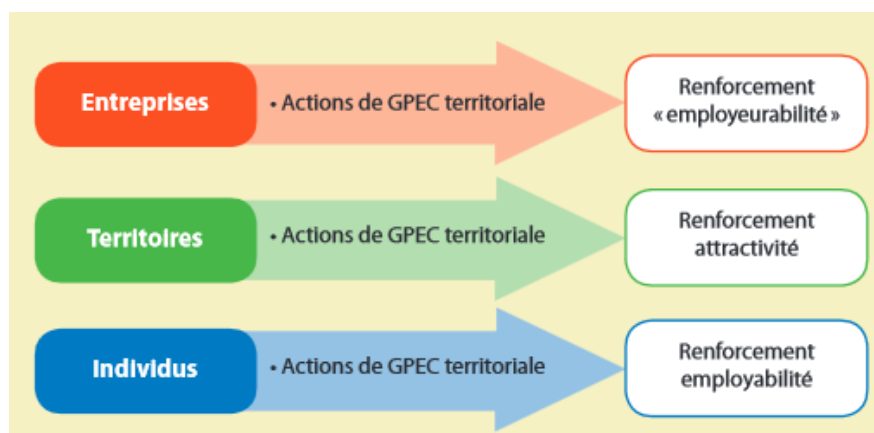 Entreprises
• Actions de GPEC territoriale
Renforcement
« employeurabilité »
Territoires
• Actions de GPEC territoriale
Renforcement
attractivité
Individus
• Actions de GPEC territoriale
Renforcement
employabilité